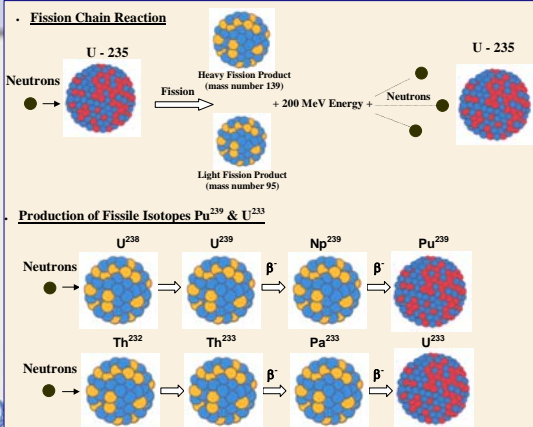 • Fission Chain Reaction
U - 235
U - 235
Neutrons
Fission
Heavy Fission Product
(mass number 139)
+ 200 MeV Energy +
Neutrons
Light Fission Product
(mass number 95)
• Production of Fissile Isotopes Pu²³⁹ & U²³³
U²³⁸ U²³⁹ Np²³⁹ Pu²³⁹
Neutrons
β⁻ β⁻
Th²³² Th²³³ Pa²³³ U²³³
Neutrons
β⁻ β⁻